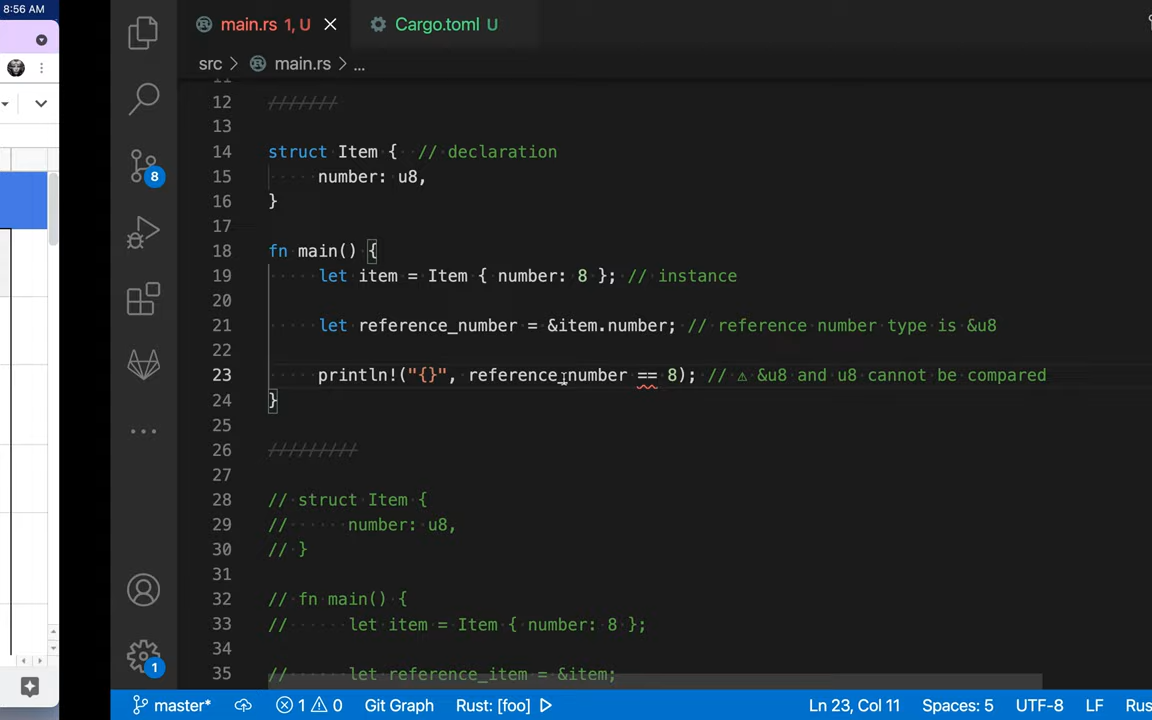 8:56 AM
main.rs 1, U
Cargo.toml U
src > main.rs > ...
12 ///////
13
14 struct Item { // declaration
15 number: u8,
16 }
17
18 fn main() {
19 let item = Item { number: 8 }; // instance
20
21 let reference_number = &item.number; // reference number type is &u8
22
23 println!("{}", reference_number == 8); // ⚠ &u8 and u8 cannot be compared
24 }
25
26 /////////
27
28 // struct Item {
29 // number: u8,
30 // }
31
32 // fn main() {
33 // let item = Item { number: 8 };
34
35 // let reference_item = &item;
8
1
master* 1 0 Git Graph Rust: [foo] Ln 23, Col 11 Spaces: 5 UTF-8 LF Rus